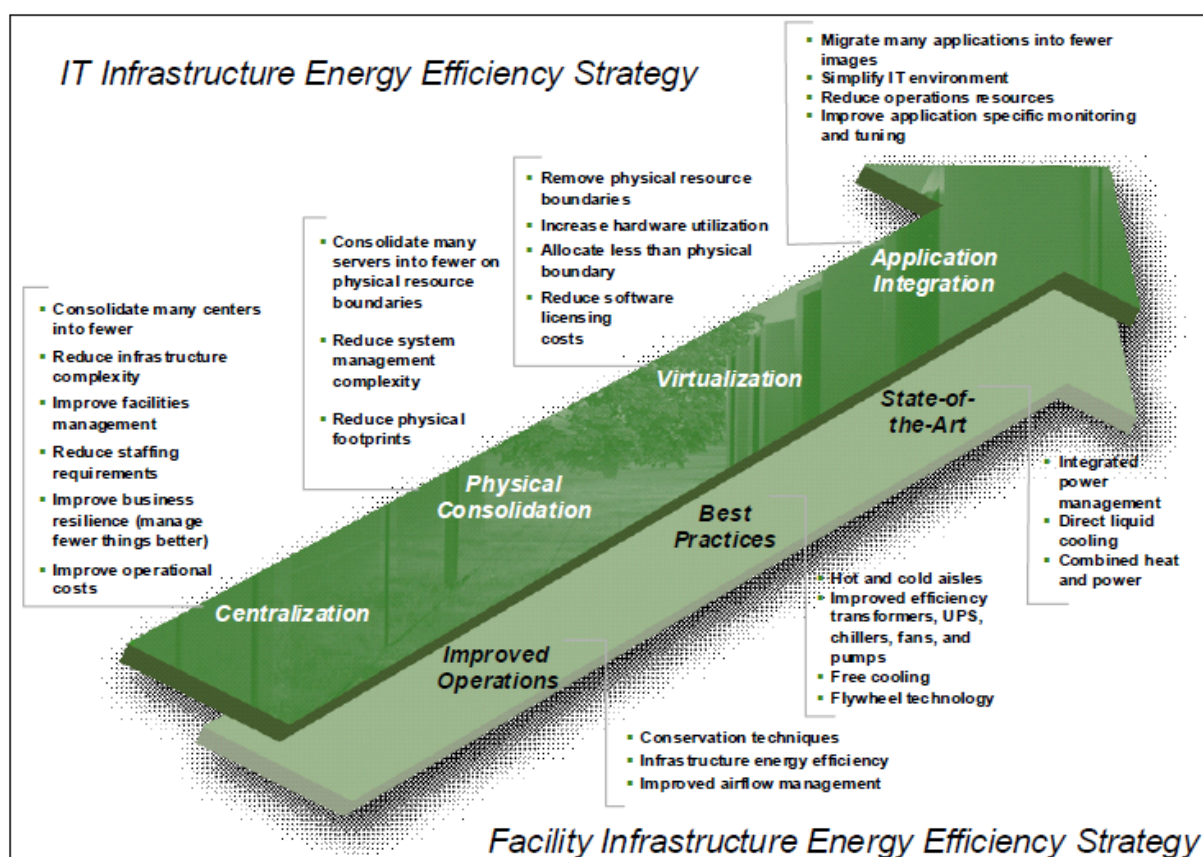 IT Infrastructure Energy Efficiency Strategy
▪ Migrate many applications into fewer
images
▪ Simplify IT environment
▪ Reduce operations resources
▪ Improve application specific monitoring
and tuning
▪ Remove physical resource
boundaries
▪ Increase hardware utilization
▪ Allocate less than physical
boundary
▪ Reduce software
licensing
costs
▪ Consolidate many
servers into fewer on
physical resource
boundaries
▪ Reduce system
management
complexity
▪ Reduce physical
footprints
▪ Consolidate many centers
into fewer
▪ Reduce infrastructure
complexity
▪ Improve facilities
management
▪ Reduce staffing
requirements
▪ Improve business
resilience (manage
fewer things better)
▪ Improve operational
costs
Application
Integration
Virtualization
Physical
Consolidation
Centralization
State-of-
the-Art
Best
Practices
Improved
Operations
▪ Integrated
power
management
▪ Direct liquid
cooling
▪ Combined heat
and power
▪ Hot and cold aisles
▪ Improved efficiency
transformers, UPS,
chillers, fans, and
pumps
▪ Free cooling
▪ Flywheel technology
▪ Conservation techniques
▪ Infrastructure energy efficiency
▪ Improved airflow management
Facility Infrastructure Energy Efficiency Strategy